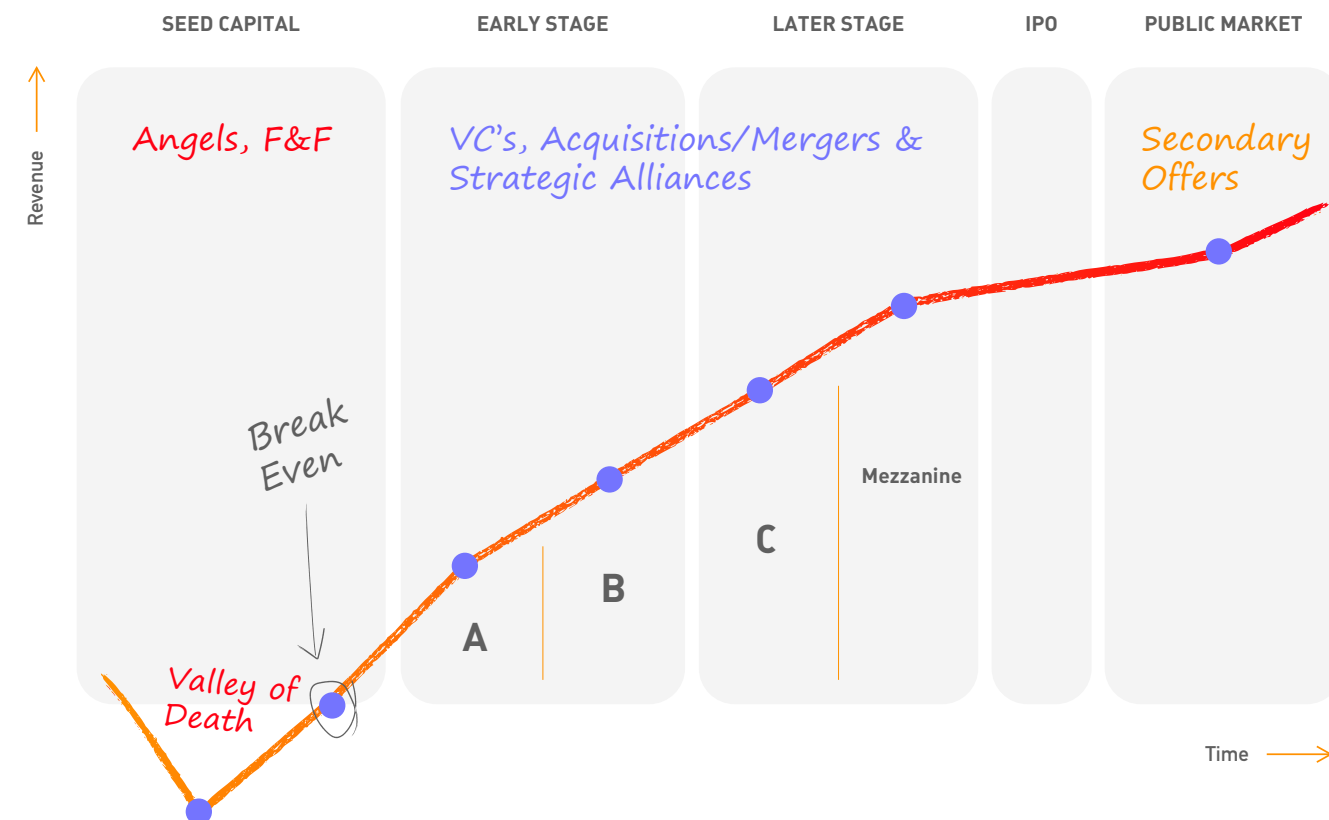 SEED CAPITAL
EARLY STAGE
LATER STAGE
IPO
PUBLIC MARKET
Revenue
Angels, F&F
VC's, Acquisitions/Mergers &
Strategic Alliances
Secondary
Offers
Break
Even
Mezzanine
C
B
A
Valley of
Death
Time